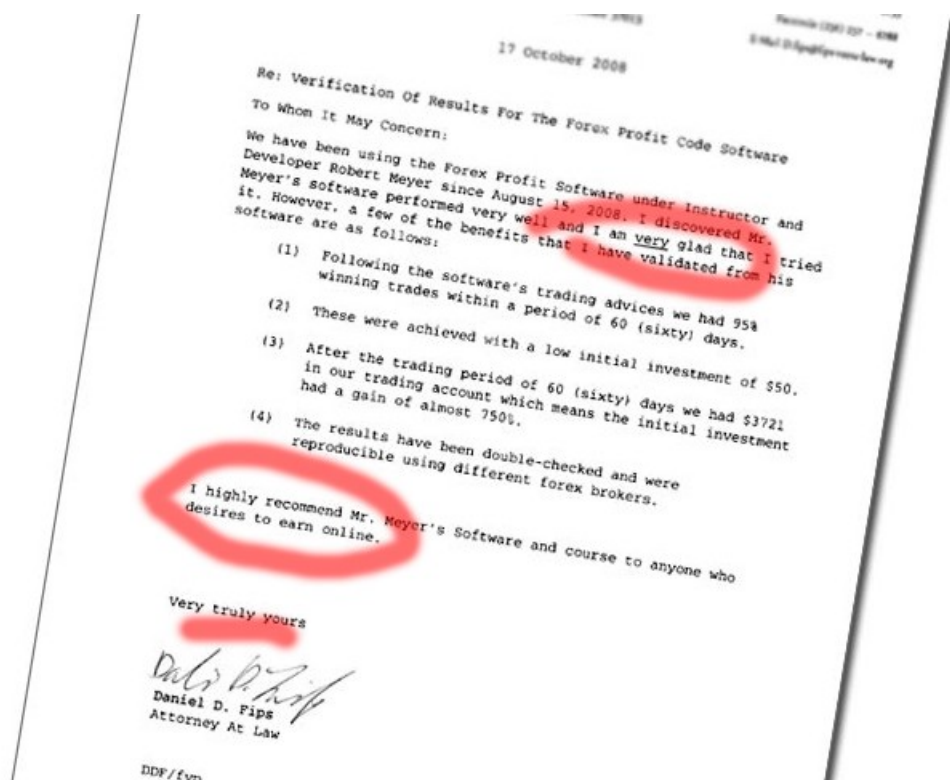 17 October 2008
Re: Verification Of Results For The Forex Profit Code Software
To Whom It May Concern:
We have been using the Forex Profit Software under Instructor and
Developer Robert Meyer since August 15, 2008. I discovered Mr.
Meyer's software performed very well and I am very glad that I tried
it. However, a few of the benefits that I have validated from his
software are as follows:
(1) Following the software's trading advices we had 95%
winning trades within a period of 60 (sixty) days.
(2) These were achieved with a low initial investment of $50.
(3) After the trading period of 60 (sixty) days we had $3721
in our trading account which means the initial investment
had a gain of almost 750%.
(4) The results have been double-checked and were
reproducible using different forex brokers.
I highly recommend Mr. Meyer's Software and course to anyone who
desires to earn online.
Very truly yours
Daniel D. Fips
Attorney At Law
DDF/fyp